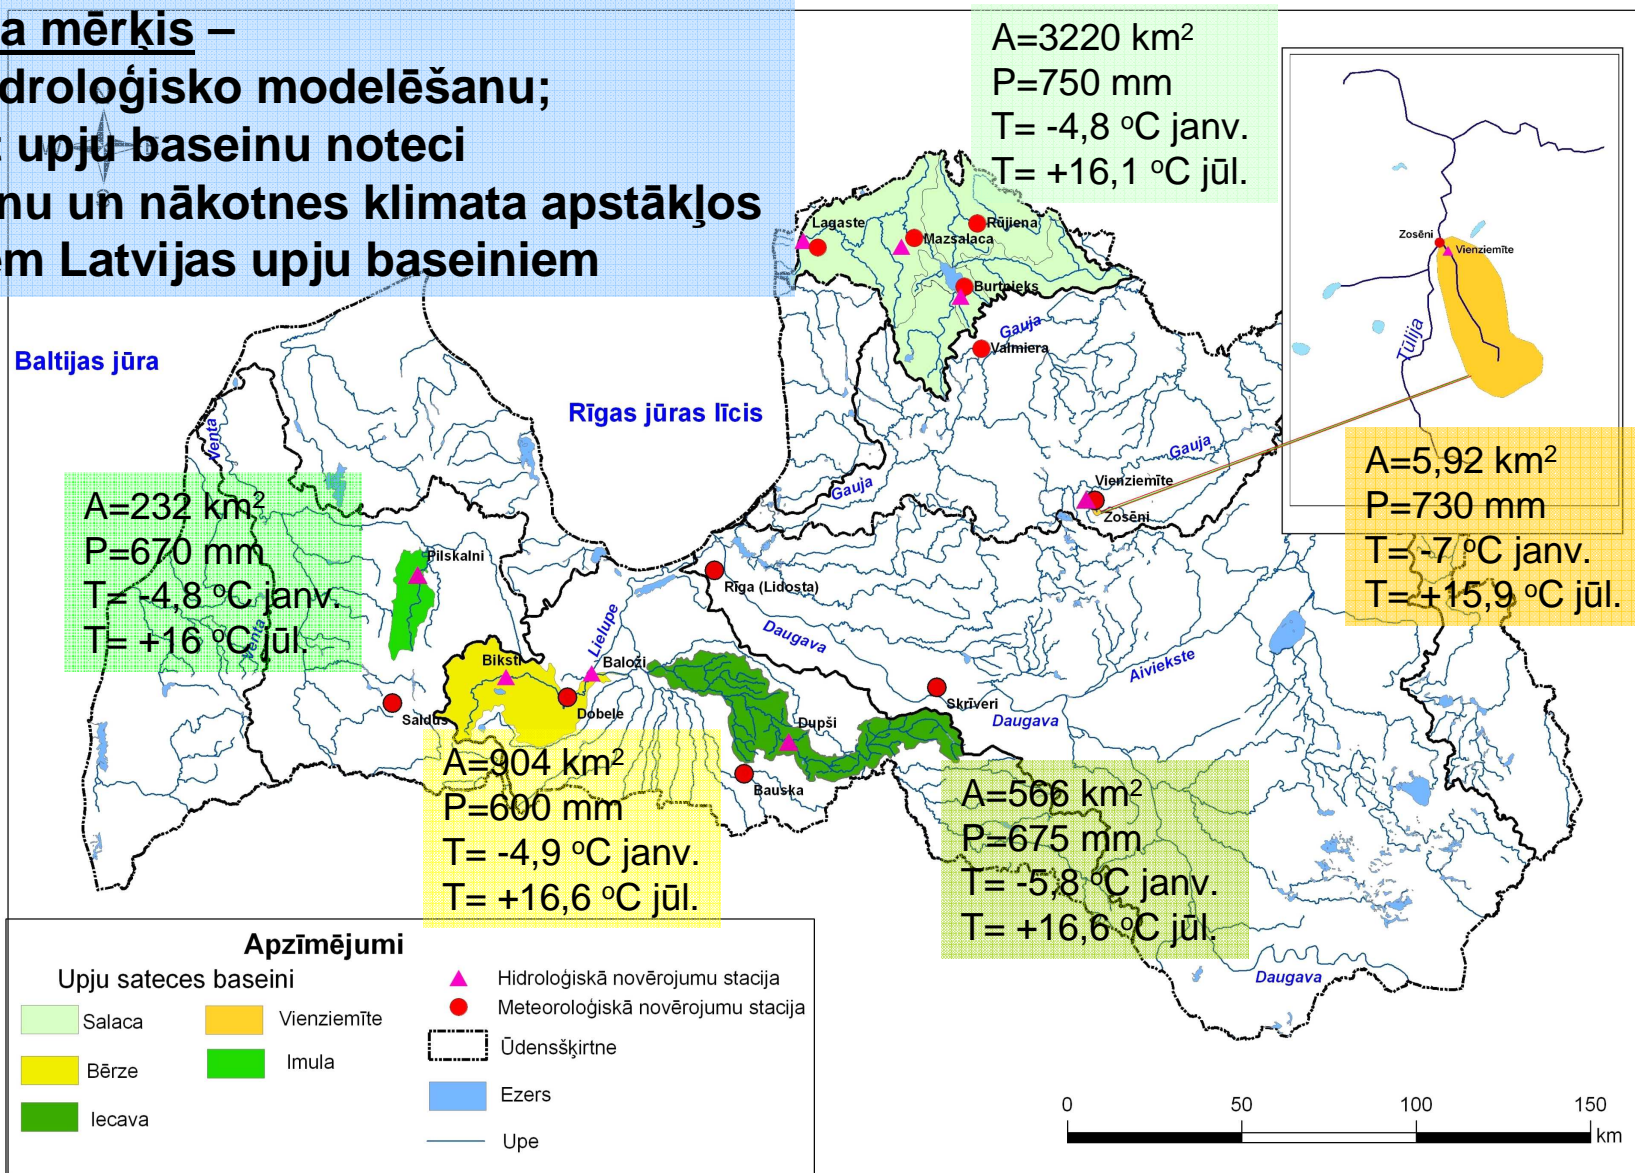 a mērķis –
droloģisko modelēšanu;
t upju baseinu noteci
nu un nākotnes klimata apstākļos
em Latvijas upju baseiniem
A=3220 km²
P=750 mm
T= -4,8 °C janv.
T= +16,1 °C jūl.
Zosēni
Vienziemīte
Tūlija
Lagaste
Mazsalaca
Rūjiena
Burtnieks
Gauja
Valmiera
Baltijas jūra
Rīgas jūras līcis
Venta
Gauja
Gauja
Vienziemīte
Zosēni
A=5,92 km²
P=730 mm
T= -7 °C janv.
T= +15,9 °C jūl.
A=232 km²
P=670 mm
T= -4,8 °C janv.
T= +16 °C jūl.
Venta
Pilskalni
Rīga (Lidosta)
Lielupe
Daugava
Aiviekste
Biksti
Baloži
Saldus
Dobele
Dupši
Skrīveri
Daugava
Bauska
A=904 km²
P=600 mm
T= -4,9 °C janv.
T= +16,6 °C jūl.
A=566 km²
P=675 mm
T= -5,8 °C janv.
T= +16,6 °C jūl.
Daugava
Apzīmējumi
Upju sateces baseini
Salaca
Vienziemīte
Bērze
Imula
Iecava
Hidroloģiskā novērojumu stacija
Meteoroloģiskā novērojumu stacija
Ūdensšķirtne
Ezers
Upe
0 50 100 150
km